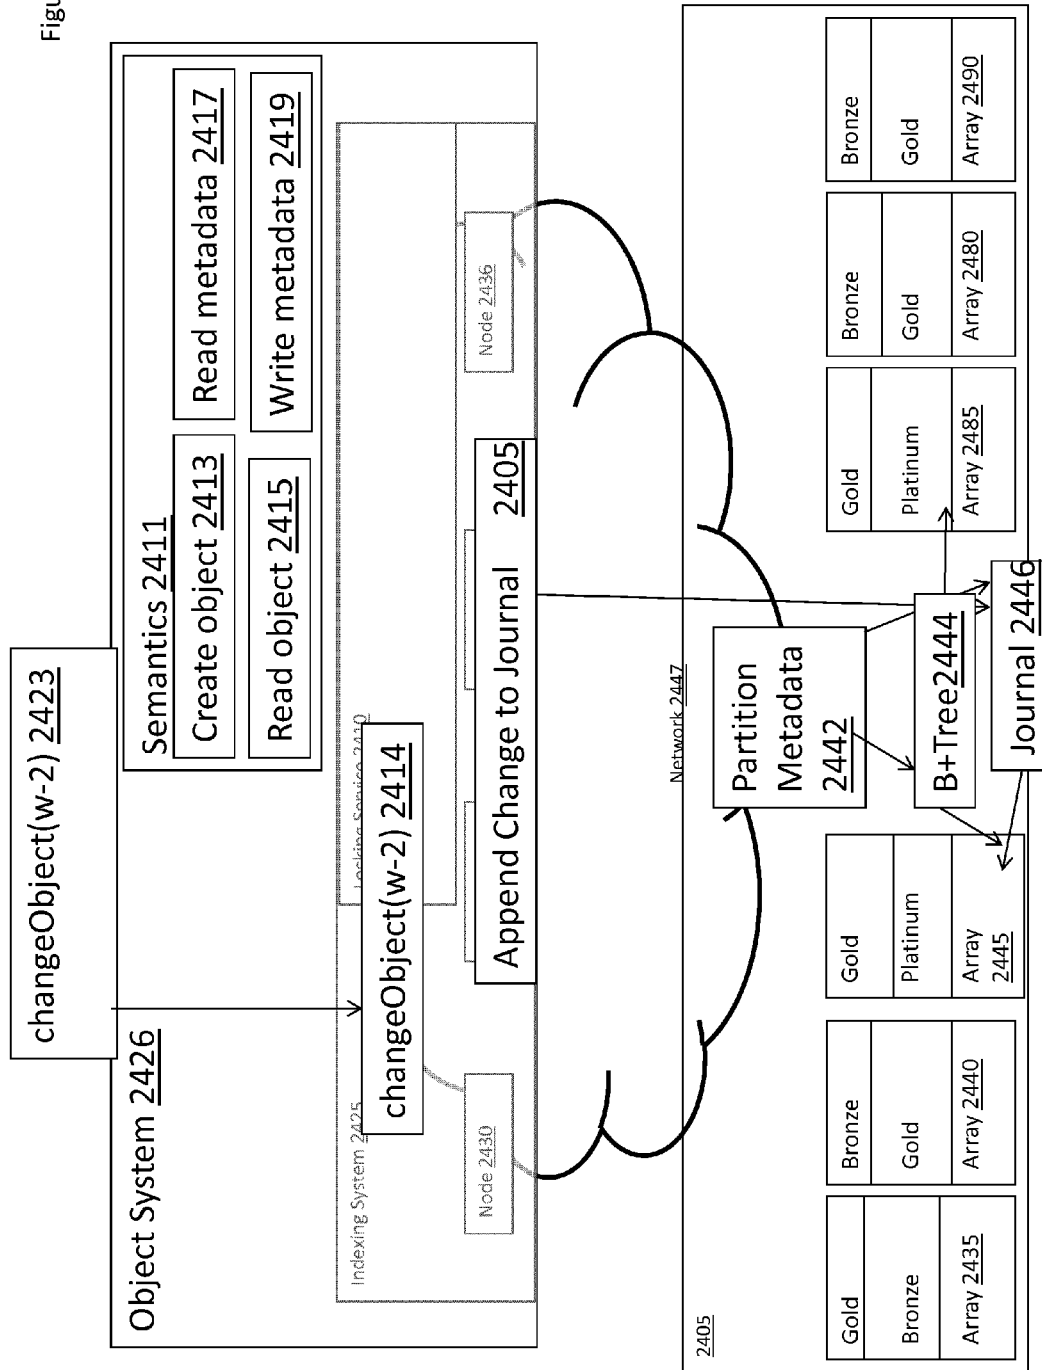 Figu
changeObject(w-2) 2423
Object System 2426
Semantics 2411
Create object 2413
Read metadata 2417
Read object 2415
Write metadata 2419
Indexing System 2425
Locking Service 2410
changeObject(w-2) 2414
Node 2430
Append Change to Journal 2405
Node 2436
Network 2447
2405
Partition
Metadata
2442
B+Tree2444
Journal 2446
Gold
Bronze
Array 2435
Bronze
Gold
Array 2440
Gold
Platinum
Array
2445
Gold
Platinum
Array 2485
Bronze
Gold
Array 2480
Bronze
Gold
Array 2490